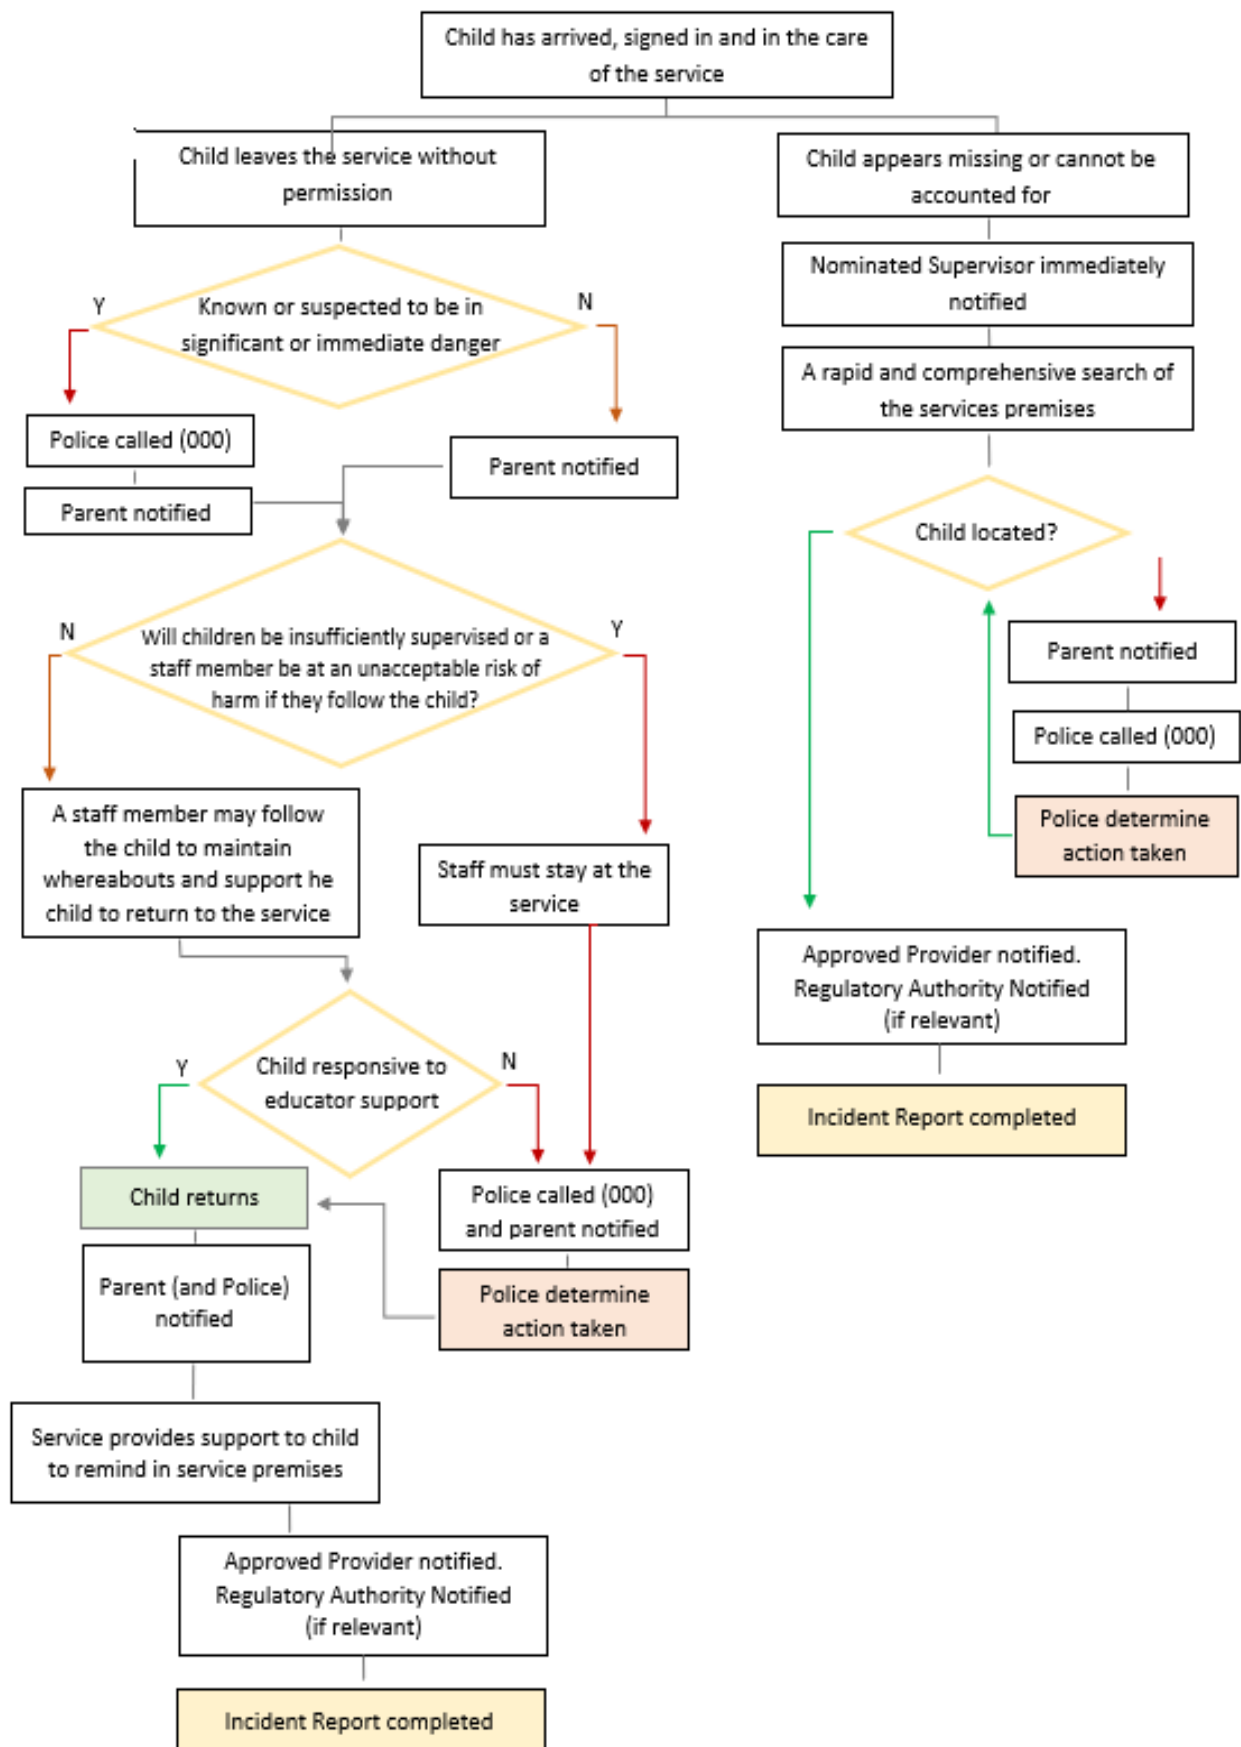 Child has arrived, signed in and in the care
of the service
Child leaves the service without
permission
Y
Known or suspected to be in
significant or immediate danger
N
Police called (000)
Parent notified
Parent notified
N
Will children be insufficiently supervised or a
staff member be at an unacceptable risk of
harm if they follow the child?
Y
A staff member may follow
the child to maintain
whereabouts and support he
child to return to the service
Staff must stay at the
service
Y
Child responsive to
educator support
N
Child returns
Police called (000)
and parent notified
Parent (and Police)
notified
Police determine
action taken
Service provides support to child
to remind in service premises
Approved Provider notified.
Regulatory Authority Notified
(if relevant)
Incident Report completed
Child appears missing or cannot be
accounted for
Nominated Supervisor immediately
notified
A rapid and comprehensive search of
the services premises
Child located?
Parent notified
Police called (000)
Police determine
action taken
Approved Provider notified.
Regulatory Authority Notified
(if relevant)
Incident Report completed